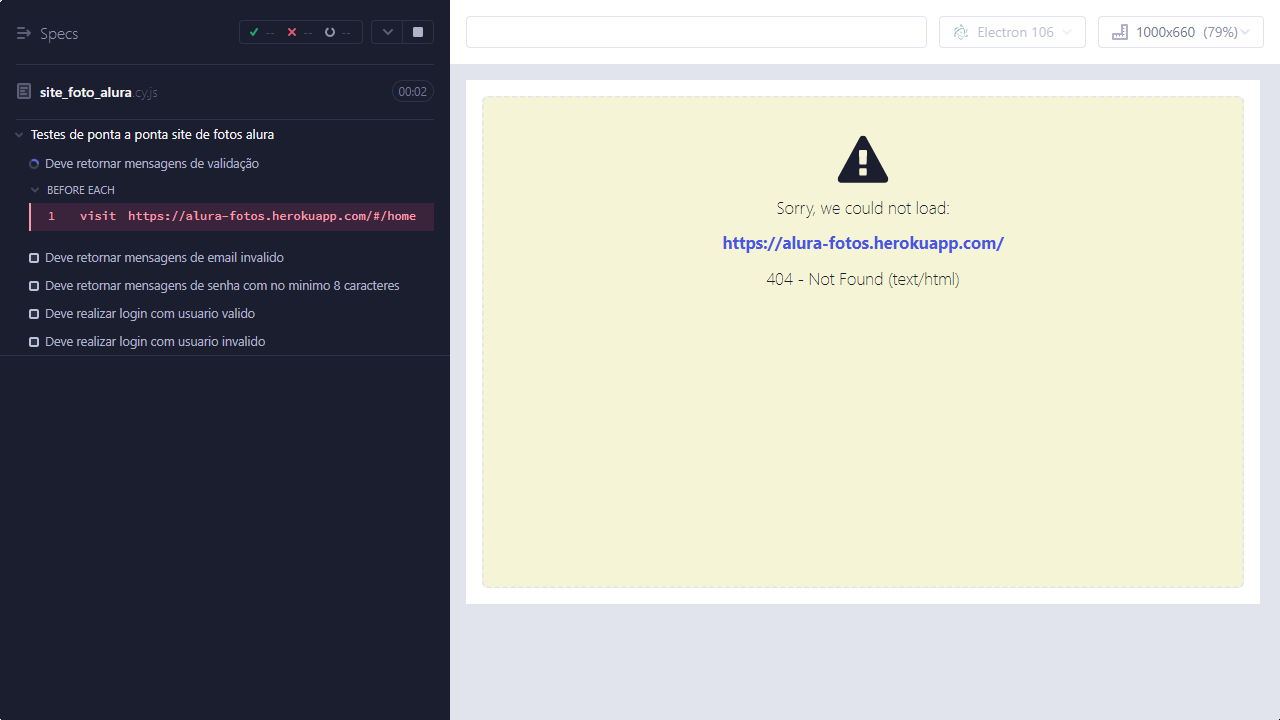 Specs
-- -- --
site_foto_alura.cy.js 00:02
Testes de ponta a ponta site de fotos alura
Deve retornar mensagens de validação
BEFORE EACH
1 visit https://alura-fotos.herokuapp.com/#/home
Deve retornar mensagens de email invalido
Deve retornar mensagens de senha com no minimo 8 caracteres
Deve realizar login com usuario valido
Deve realizar login com usuario invalido
Electron 106
1000x660 (79%)
Sorry, we could not load:
https://alura-fotos.herokuapp.com/
404 - Not Found (text/html)